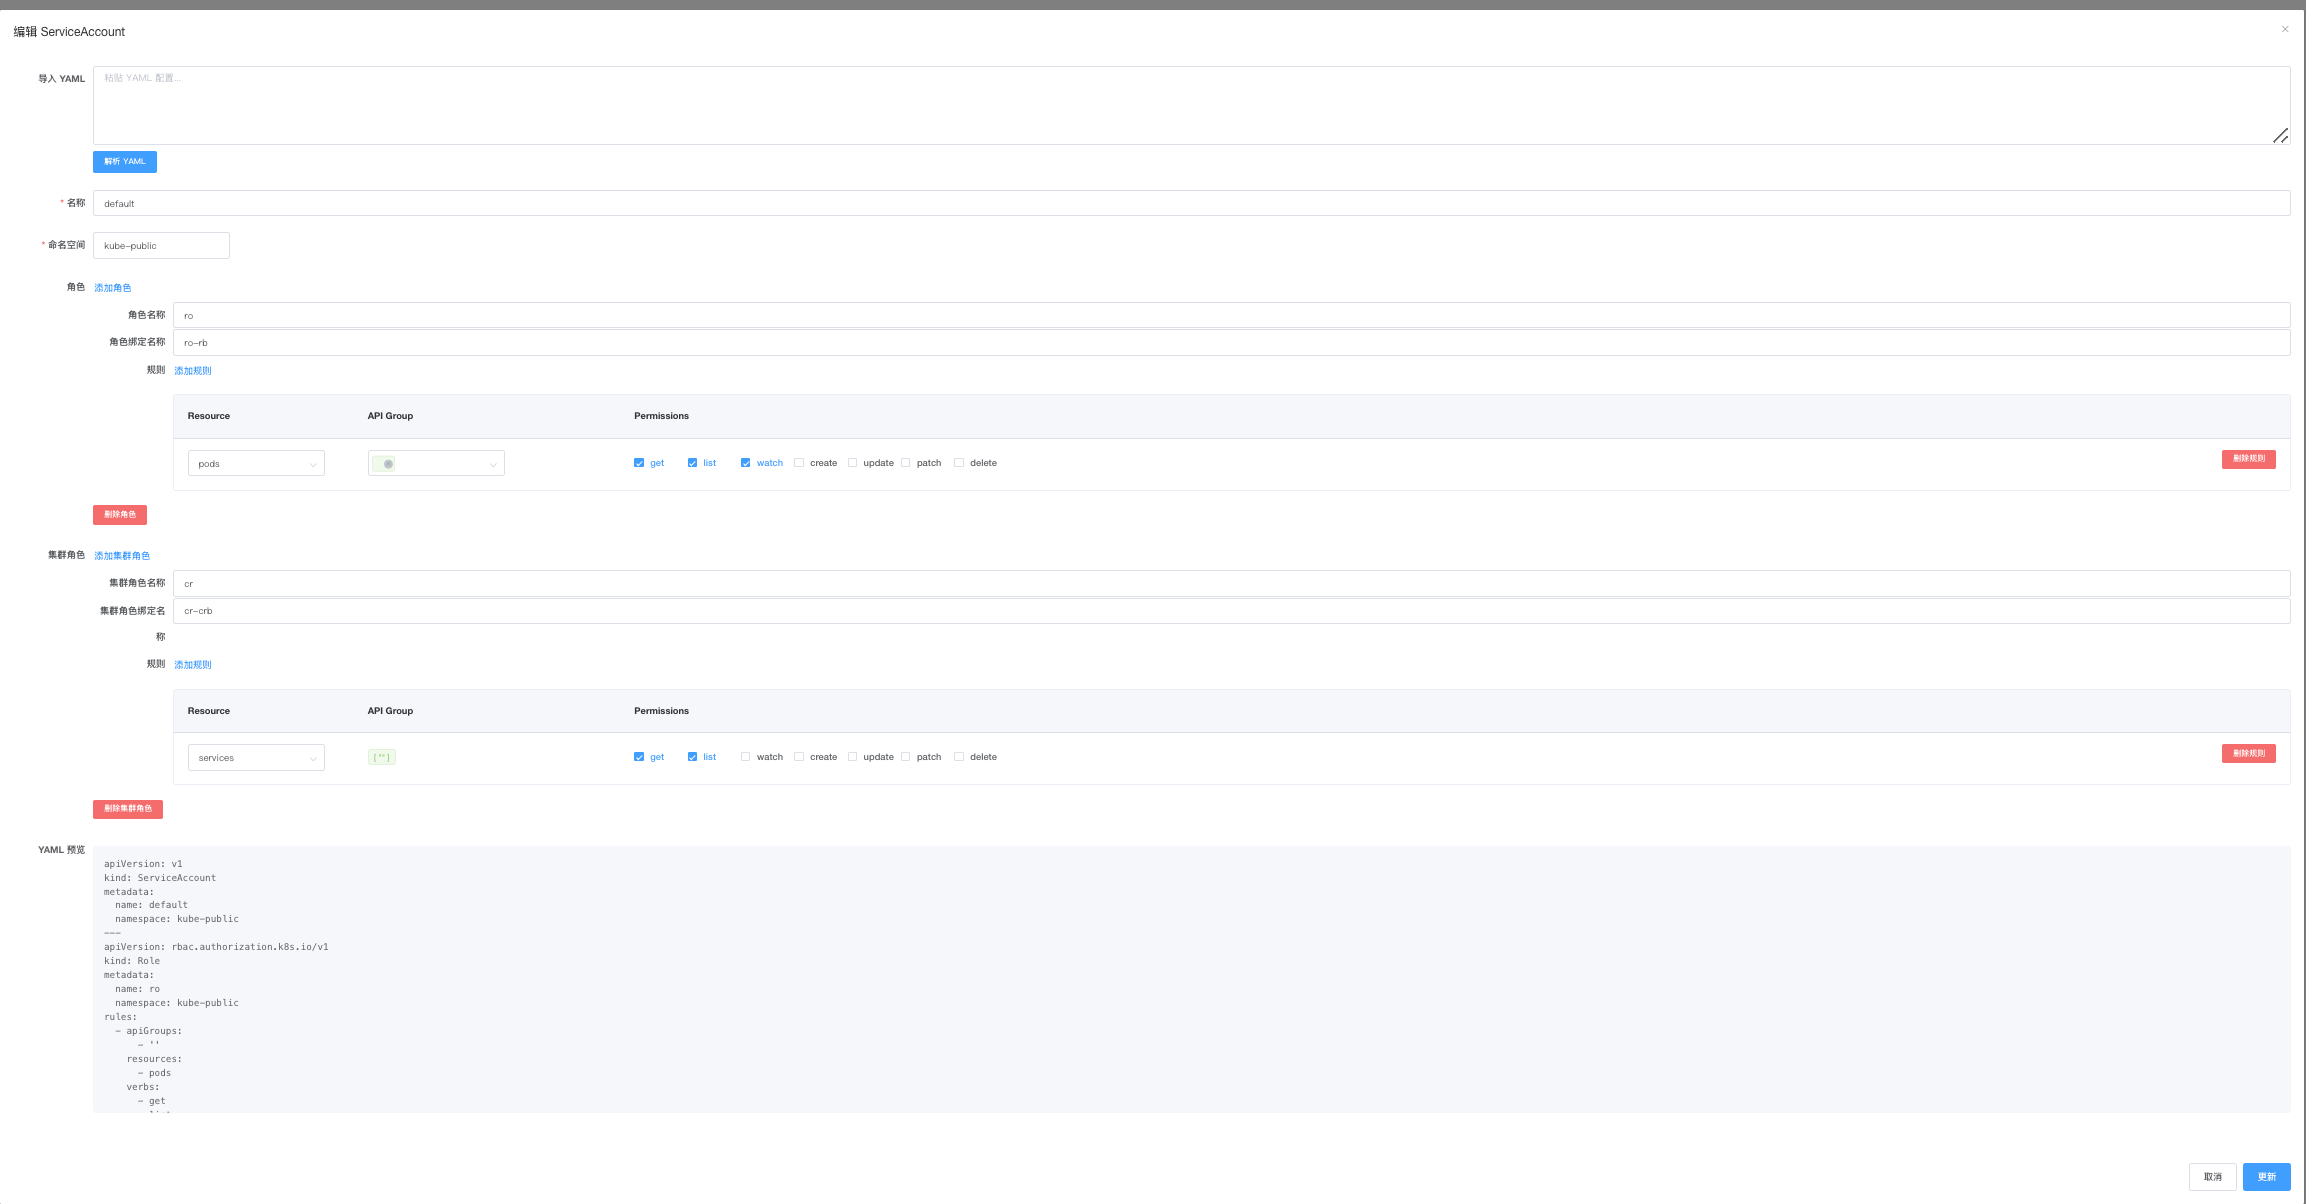 编辑 ServiceAccount
导入 YAML
粘贴 YAML 配置...
解析 YAML
* 名称
default
* 命名空间
kube-public
角色 添加角色
角色名称
ro
角色绑定名称
ro-rb
规则 添加规则
Resource API Group Permissions
pods get list watch create update patch delete 删除规则
删除角色
集群角色 添加集群角色
集群角色名称
cr
集群角色绑定名
cr-crb
称
规则 添加规则
Resource API Group Permissions
services [ "" ] get list watch create update patch delete 删除规则
删除集群角色
YAML 预览
apiVersion: v1
kind: ServiceAccount
metadata:
  name: default
  namespace: kube-public
---
apiVersion: rbac.authorization.k8s.io/v1
kind: Role
metadata:
  name: ro
  namespace: kube-public
rules:
  - apiGroups:
      - ''
    resources:
      - pods
    verbs:
      - get
取消 更新